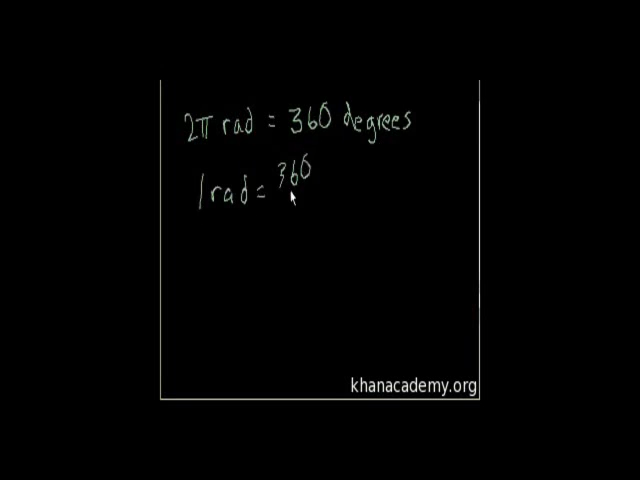 2π rad = 360 degrees
1 rad = 360
khanacademy.org